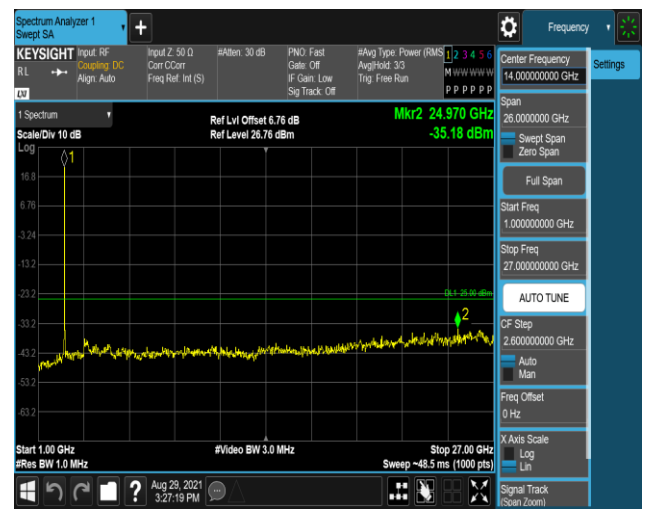 Spectrum Analyzer 1
Swept SA
+
Frequency
KEYSIGHT
RL
LXI
Input: RF
Coupling: DC
Align: Auto
Input Z: 50 Ω
Corr CCorr
Freq Ref: Int (S)
#Atten: 30 dB
PNO: Fast
Gate: Off
IF Gain: Low
Sig Track: Off
#Avg Type: Power (RMS
Avg|Hold: 3/3
Trig: Free Run
1 2 3 4 5 6
M W W W W W
P P P P P P
Center Frequency
14.000000000 GHz
Settings
Span
26.0000000 GHz
Swept Span
Zero Span
Full Span
Start Freq
1.000000000 GHz
Stop Freq
27.000000000 GHz
AUTO TUNE
CF Step
2.600000000 GHz
Auto
Man
Freq Offset
0 Hz
X Axis Scale
Log
Lin
Signal Track
(Span Zoom)
1 Spectrum
Scale/Div 10 dB
Log
Ref Lvl Offset 6.76 dB
Ref Level 26.76 dBm
Mkr2 24.970 GHz
-35.18 dBm
1
16.8
6.76
-3.24
-13.2
-23.2
DL1 -25.00 dBm
2
-33.2
-43.2
-53.2
-63.2
Start 1.00 GHz
#Res BW 1.0 MHz
#Video BW 3.0 MHz
Stop 27.00 GHz
Sweep ~48.5 ms (1000 pts)
?
Aug 29, 2021
3:27:19 PM